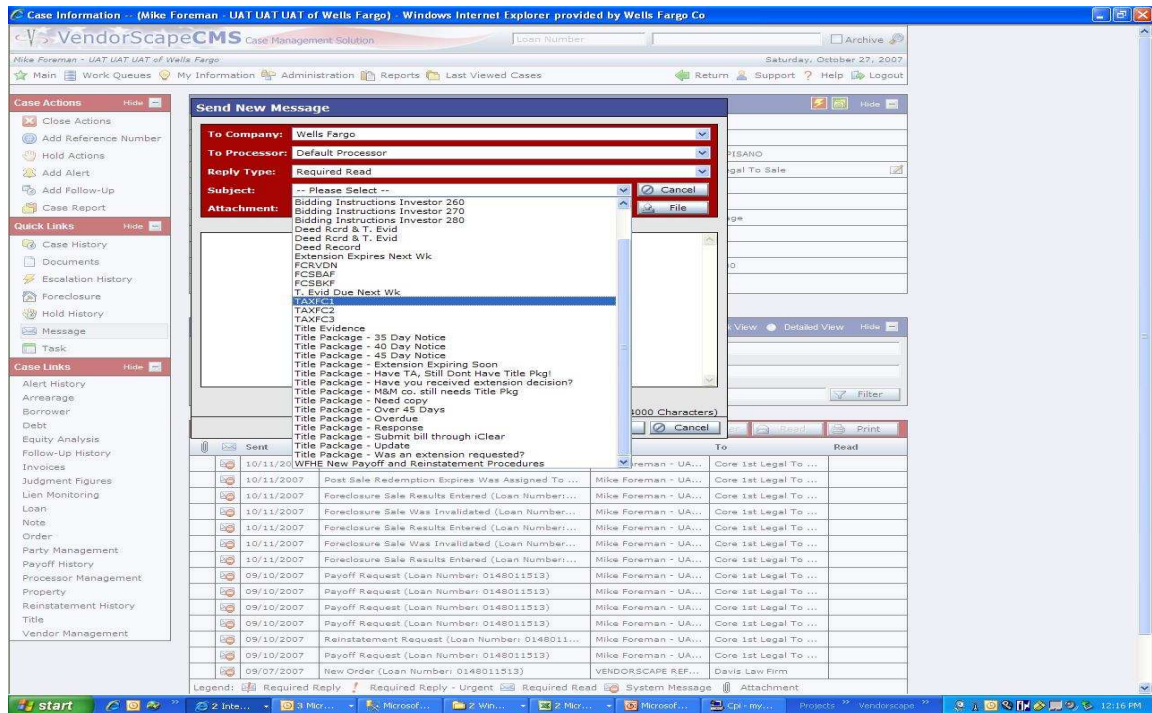 Case Information -- (Mike Foreman - UAT UAT UAT of Wells Fargo) - Windows Internet Explorer provided by Wells Fargo Co
VendorScapeCMS Case Management Solution
Loan Number
Archive
Mike Foreman - UAT UAT UAT of Wells Fargo
Saturday, October 27, 2007
Main Work Queues My Information Administration Reports Last Viewed Cases
Return Support Help Logout
Case Actions Hide
Close Actions
Add Reference Number
Hold Actions
Add Alert
Add Follow-Up
Case Report
Quick Links Hide
Case History
Documents
Escalation History
Foreclosure
Hold History
Message
Task
Case Links Hide
Alert History
Arrearage
Borrower
Debt
Equity Analysis
Follow-Up History
Invoices
Judgment Figures
Lien Monitoring
Loan
Note
Order
Party Management
Payoff History
Processor Management
Property
Reinstatement History
Title
Vendor Management
Hide
PISANO
egal To Sale
Send New Message
To Company: Wells Fargo
To Processor: Default Processor
Reply Type: Required Read
Subject: -- Please Select --
Cancel
Attachment:
File
Bidding Instructions Investor 260
Bidding Instructions Investor 270
Bidding Instructions Investor 280
Deed Rcrd & T. Evid
Deed Rcrd & T. Evid
Deed Record
Extension Expires Next Wk
FCRVDN
FCSBAF
FCSBKF
T. Evid Due Next Wk
TAXFC1
TAXFC2
TAXFC3
Title Evidence
Title Package - 35 Day Notice
Title Package - 40 Day Notice
Title Package - 45 Day Notice
Title Package - Extension Expiring Soon
Title Package - Have TA, Still Dont Have Title Pkg!
Title Package - Have you received extension decision?
Title Package - M&M co. still needs Title Pkg
Title Package - Need copy
Title Package - Over 45 Days
Title Package - Overdue
Title Package - Response
Title Package - Submit bill through iClear
Title Package - Update
Title Package - Was an extension requested?
WFHE New Payoff and Reinstatement Procedures
4000 Characters)
Cancel
k View Detailed View Hide
Filter
Read Print
Sent To Read
10/11/20 oreman - UA... Core 1st Legal To ...
10/11/2007 Post Sale Redemption Expires Was Assigned To ... Mike Foreman - UA... Core 1st Legal To ...
10/11/2007 Foreclosure Sale Results Entered (Loan Number:... Mike Foreman - UA... Core 1st Legal To ...
10/11/2007 Foreclosure Sale Was Invalidated (Loan Number... Mike Foreman - UA... Core 1st Legal To ...
10/11/2007 Foreclosure Sale Results Entered (Loan Number:... Mike Foreman - UA... Core 1st Legal To ...
10/11/2007 Foreclosure Sale Was Invalidated (Loan Number... Mike Foreman - UA... Core 1st Legal To ...
10/11/2007 Foreclosure Sale Results Entered (Loan Number:... Mike Foreman - UA... Core 1st Legal To ...
09/10/2007 Payoff Request (Loan Number: 0148011513) Mike Foreman - UA... Core 1st Legal To ...
09/10/2007 Payoff Request (Loan Number: 0148011513) Mike Foreman - UA... Core 1st Legal To ...
09/10/2007 Payoff Request (Loan Number: 0148011513) Mike Foreman - UA... Core 1st Legal To ...
09/10/2007 Payoff Request (Loan Number: 0148011513) Mike Foreman - UA... Core 1st Legal To ...
09/10/2007 Reinstatement Request (Loan Number: 0148011... Mike Foreman - UA... Core 1st Legal To ...
09/10/2007 Payoff Request (Loan Number: 0148011513) Mike Foreman - UA... Core 1st Legal To ...
09/07/2007 New Order (Loan Number: 0148011513) VENDORSCAPE REF... Davis Law Firm
Legend: Required Reply Required Reply - Urgent Required Read System Message Attachment
start 2 Inte... 3 Micr... Microsof... 2 Win... 2 Micr... Microsof... Cpi - my... Projects Vendorscape 12:16 PM